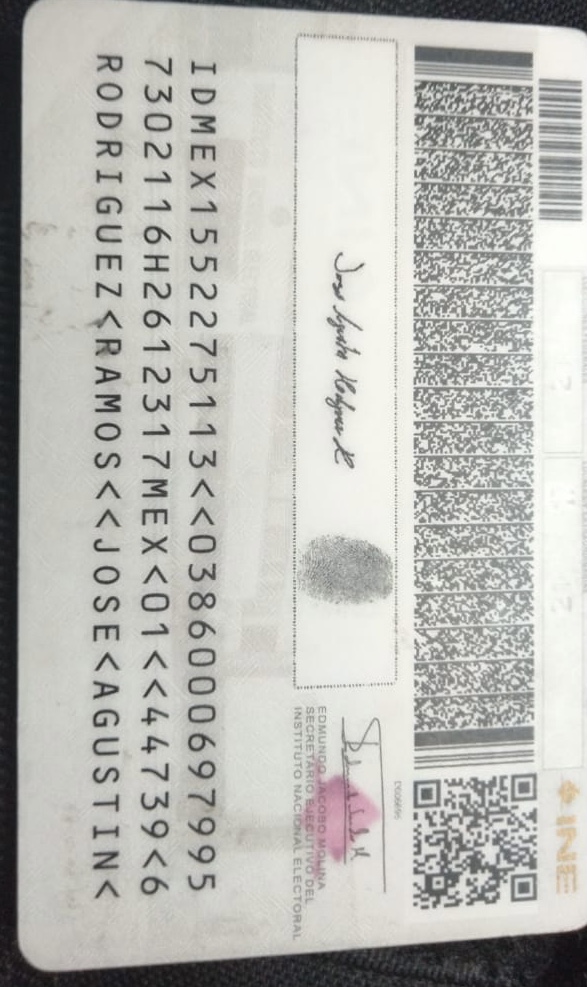 INE
D500656
EDMUNDO JACOBO MOLINA
SECRETARIO EJECUTIVO DEL
INSTITUTO NACIONAL ELECTORAL
IDMEX1552275113<<0386000697995
7302116H2612317MEX<01<<44739<6
RODRIGUEZ<RAMOS<<JOSE<AGUSTIN<